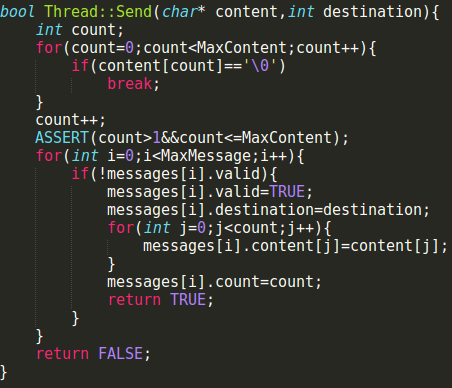 bool Thread::Send(char* content,int destination){
    int count;
    for(count=0;count<MaxContent;count++){
        if(content[count]=='\0')
            break;
    }
    count++;
    ASSERT(count>1&&count<=MaxContent);
    for(int i=0;i<MaxMessage;i++){
        if(!messages[i].valid){
            messages[i].valid=TRUE;
            messages[i].destination=destination;
            for(int j=0;j<count;j++){
                messages[i].content[j]=content[j];
            }
            messages[i].count=count;
            return TRUE;
        }
    }
    return FALSE;
}